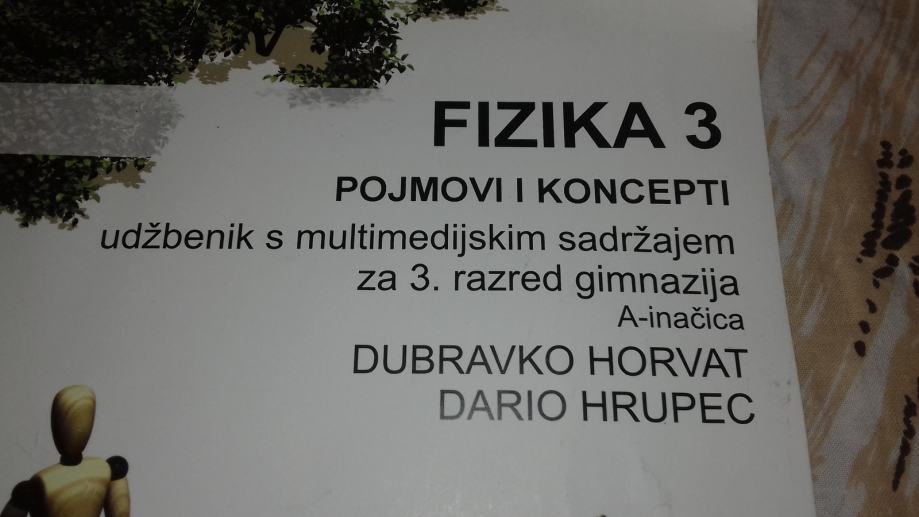 FIZIKA 3
POJMOVI I KONCEPTI
udžbenik s multimedijskim sadržajem
za 3. razred gimnazija
A-inačica
DUBRAVKO HORVAT
DARIO HRUPEC